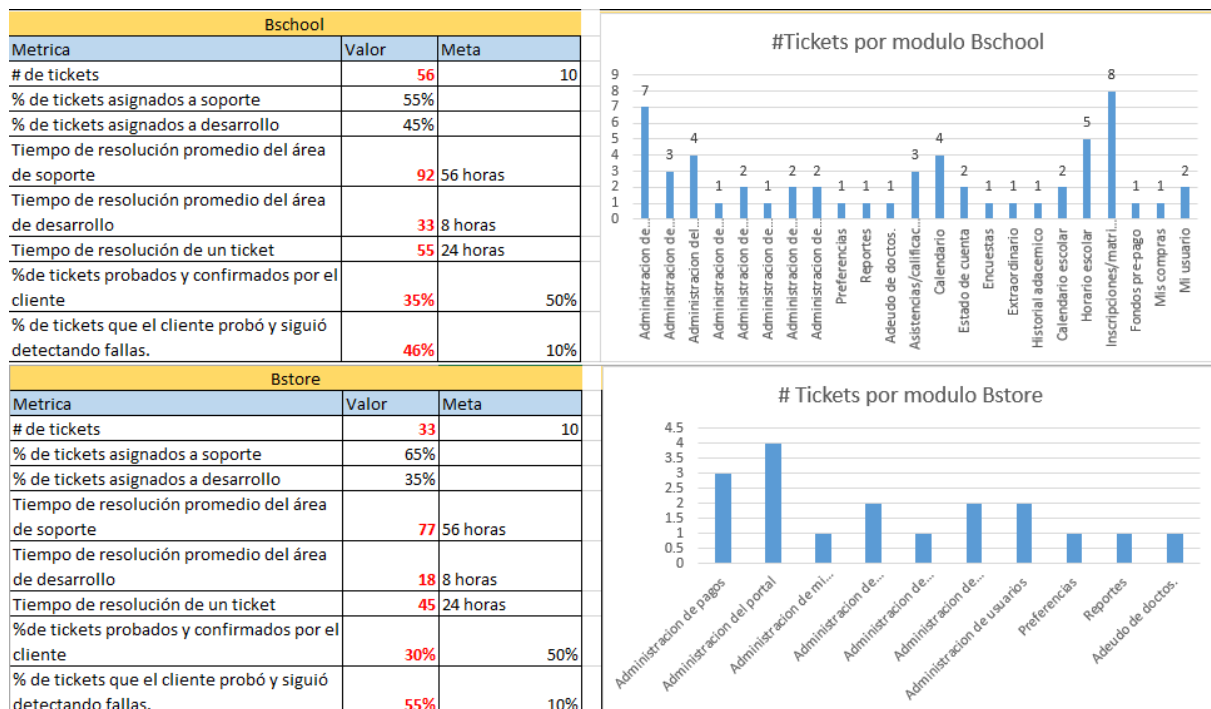 Bschool
Metrica Valor Meta
# de tickets 56 10
% de tickets asignados a soporte 55%
% de tickets asignados a desarrollo 45%
Tiempo de resolución promedio del área
de soporte 92 56 horas
Tiempo de resolución promedio del área
de desarrollo 33 8 horas
Tiempo de resolución de un ticket 55 24 horas
%de tickets probados y confirmados por el
cliente 35% 50%
% de tickets que el cliente probó y siguió
detectando fallas. 46% 10%
#Tickets por modulo Bschool
9
8
7
6
5
4
3
2
1
0
7 3 4 1 2 1 2 2 1 1 1 3 4 2 1 1 1 2 5 8 1 1 2
Administracion de...
Administracion de...
Administracion del...
Administracion de...
Administracion de...
Administracion de...
Administracion de...
Administracion de...
Preferencias
Reportes
Adeudo de doctos.
Asistencias/calificac...
Calendario
Estado de cuenta
Encuestas
Extraordinario
Historial adacemico
Calendario escolar
Horario escolar
Inscripciones/matri...
Fondos pre-pago
Mis compras
Mi usuario
Bstore
Metrica Valor Meta
# de tickets 33 10
% de tickets asignados a soporte 65%
% de tickets asignados a desarrollo 35%
Tiempo de resolución promedio del área
de soporte 77 56 horas
Tiempo de resolución promedio del área
de desarrollo 18 8 horas
Tiempo de resolución de un ticket 45 24 horas
%de tickets probados y confirmados por el
cliente 30% 50%
% de tickets que el cliente probó y siguió
detectando fallas. 55% 10%
# Tickets por modulo Bstore
4.5
4
3.5
3
2.5
2
1.5
1
0.5
0
Administracion de pagos
Administracion del portal
Administracion de mi...
Administracion de...
Administracion de...
Administracion de...
Administracion de usuarios
Preferencias
Reportes
Adeudo de doctos.